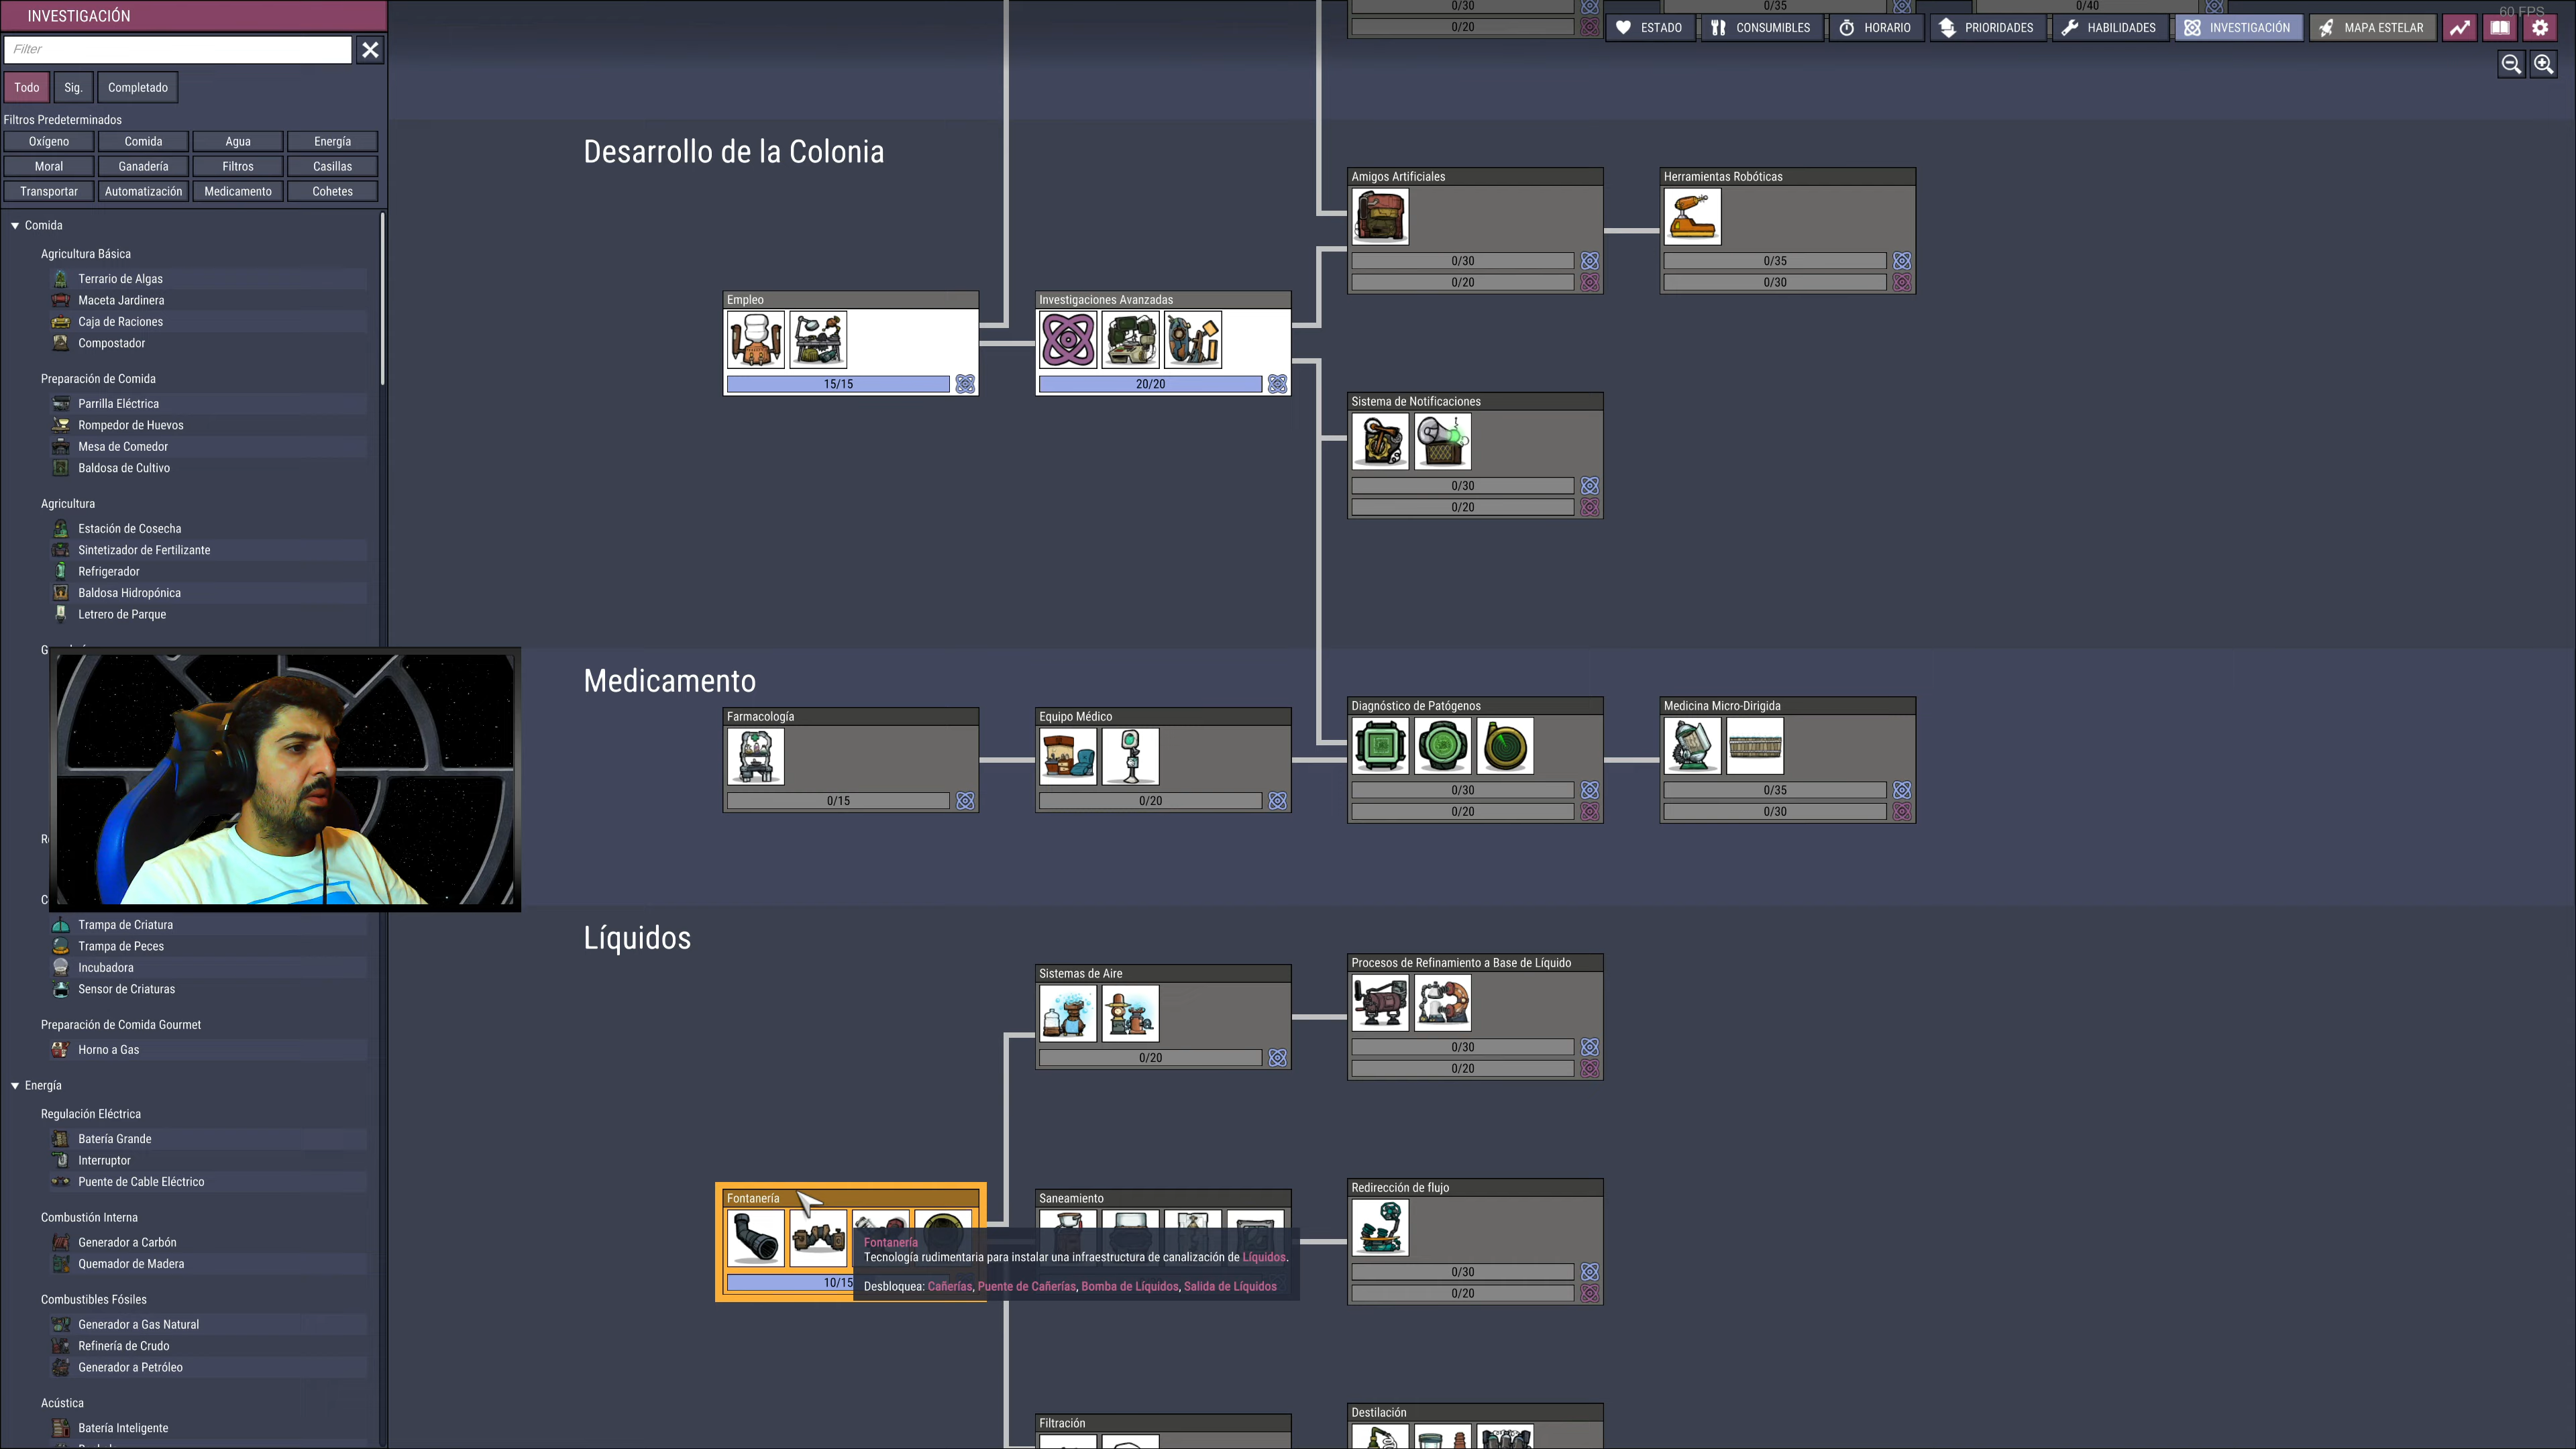 INVESTIGACIÓN
Filter
Todo
Sig.
Completado
Filtros Predeterminados
Oxígeno
Comida
Agua
Energía
Moral
Ganadería
Filtros
Casillas
Transportar
Automatización
Medicamento
Cohetes
Comida
Agricultura Básica
Terrario de Algas
Maceta Jardinera
Caja de Raciones
Compostador
Preparación de Comida
Parrilla Eléctrica
Rompedor de Huevos
Mesa de Comedor
Baldosa de Cultivo
Agricultura
Estación de Cosecha
Sintetizador de Fertilizante
Refrigerador
Baldosa Hidropónica
Letrero de Parque
Trampa de Criatura
Trampa de Peces
Incubadora
Sensor de Criaturas
Preparación de Comida Gourmet
Horno a Gas
Energía
Regulación Eléctrica
Batería Grande
Interruptor
Puente de Cable Eléctrico
Combustión Interna
Generador a Carbón
Quemador de Madera
Combustibles Fósiles
Generador a Gas Natural
Refinería de Crudo
Generador a Petróleo
Acústica
Batería Inteligente
0/30
0/20
0/35
0/40
60 FPS
ESTADO
CONSUMIBLES
HORARIO
PRIORIDADES
HABILIDADES
INVESTIGACIÓN
MAPA ESTELAR
Desarrollo de la Colonia
Amigos Artificiales
0/30
0/20
Herramientas Robóticas
0/35
0/30
Empleo
15/15
Investigaciones Avanzadas
20/20
Sistema de Notificaciones
0/30
0/20
Medicamento
Farmacología
0/15
Equipo Médico
0/20
Diagnóstico de Patógenos
0/30
0/20
Medicina Micro-Dirigida
0/35
0/30
Líquidos
Sistemas de Aire
0/20
Procesos de Refinamiento a Base de Líquido
0/30
0/20
Fontanería
10/15
Saneamiento
Redirección de flujo
0/30
0/20
Fontanería
Tecnología rudimentaria para instalar una infraestructura de canalización de Líquidos.
Desbloquea: Cañerías, Puente de Cañerías, Bomba de Líquidos, Salida de Líquidos
Filtración
Destilación